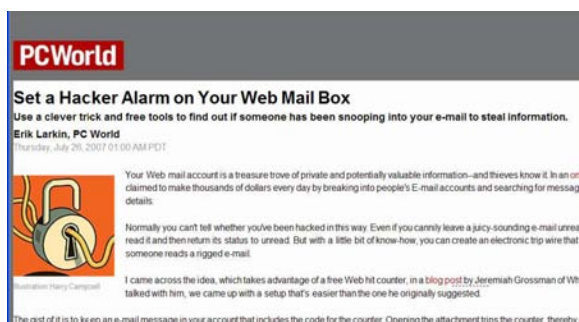 PCWorld
Set a Hacker Alarm on Your Web Mail Box
Use a clever trick and free tools to find out if someone has been snooping into your e-mail to steal information.
Erik Larkin, PC World
Thursday, July 26, 2007 01:00 AM PDT
Your Web mail account is a treasure trove of private and potentially valuable information--and thieves know it. In an
claimed to make thousands of dollars every day by breaking into people's E-mail accounts and searching for messag
details.
Normally you can't tell whether you've been hacked in this way. Even if you cannily leave a juicy-sounding e-mail unrea
read it and then return its status to unread. But with a little bit of know-how, you can create an electronic trip wire that
someone reads a rigged e-mail.
Illustration Harry Campbell
I came across the idea, which takes advantage of a free Web hit counter, in a blog post by Jeremiah Grossman of Wh
talked with him, we came up with a setup that's easier than the one he originally suggested.
The gist of it is to keep an e-mail message in your account that includes the code for the counter. Opening the attachment trips the counter, thereby